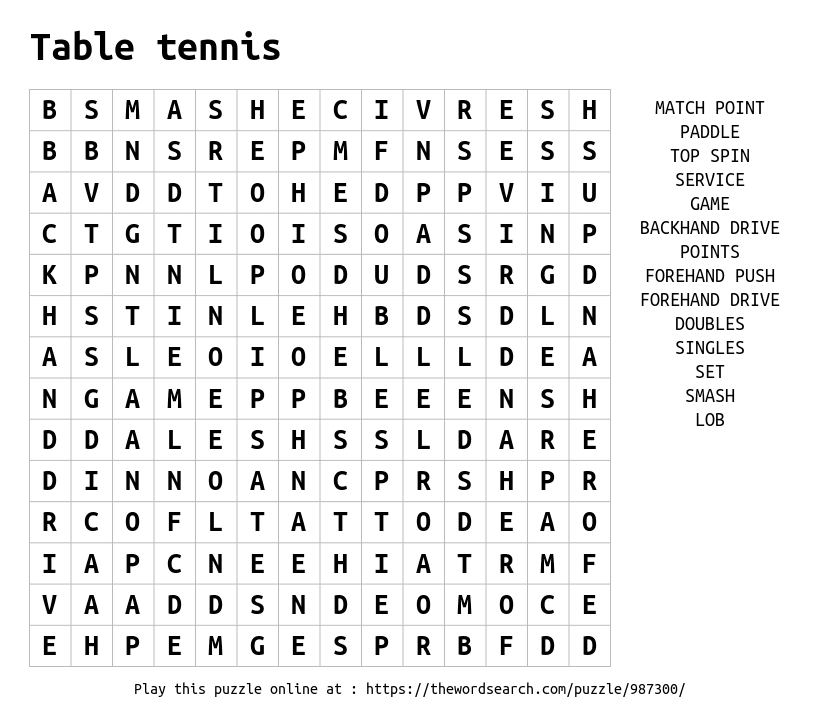 Table tennis
B S M A S H E C I V R E S H
B B N S R E P M F N S E S S
A V D D T O H E D P P V I U
C T G T I O I S O A S I N P
K P N N L P O D U D S R G D
H S T I N L E H B D S D L N
A S L E O I O E L L L D E A
N G A M E P P B E E E N S H
D D A L E S H S S L D A R E
D I N N O A N C P R S H P R
R C O F L T A T T O D E A O
I A P C N E E H I A T R M F
V A A D D S N D E O M O C E
E H P E M G E S P R B F D D
MATCH POINT
PADDLE
TOP SPIN
SERVICE
GAME
BACKHAND DRIVE
POINTS
FOREHAND PUSH
FOREHAND DRIVE
DOUBLES
SINGLES
SET
SMASH
LOB
Play this puzzle online at : https://thewordsearch.com/puzzle/987300/